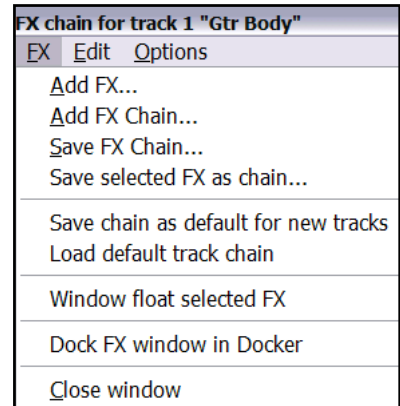 FX chain for track 1 "Gtr Body"
FX Edit Options
Add FX...
Add FX Chain...
Save FX Chain...
Save selected FX as chain...
Save chain as default for new tracks
Load default track chain
Window float selected FX
Dock FX window in Docker
Close window